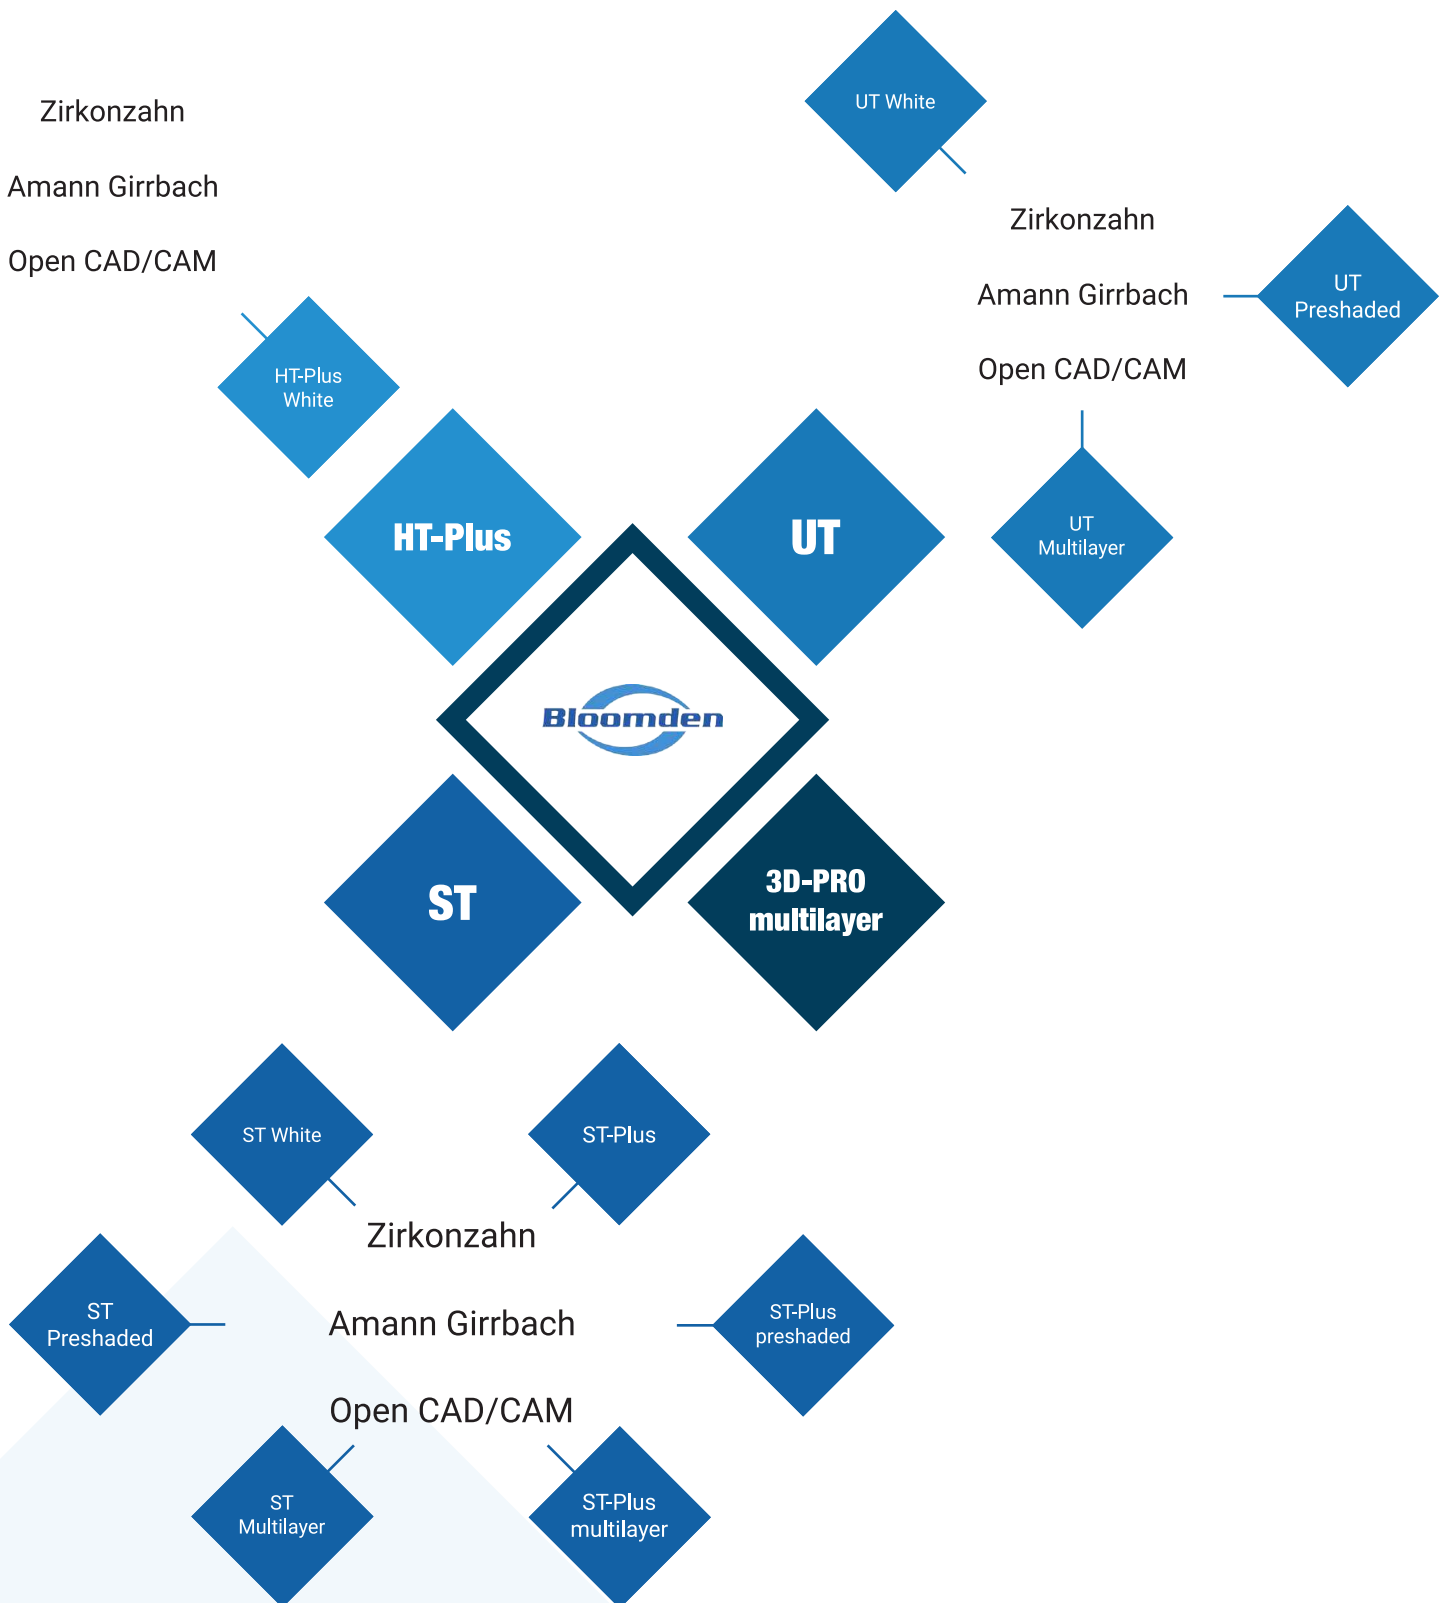 Zirkonzahn
Amann Girrbach
Open CAD/CAM
HT-Plus
White
HT-Plus
UT White
Zirkonzahn
Amann Girrbach
Open CAD/CAM
UT
Preshaded
UT
Multilayer
UT
Bloomden
ST
3D-PRO
multilayer
ST White
ST-Plus
Zirkonzahn
Amann Girrbach
Open CAD/CAM
ST
Preshaded
ST-Plus
preshaded
ST
Multilayer
ST-Plus
multilayer